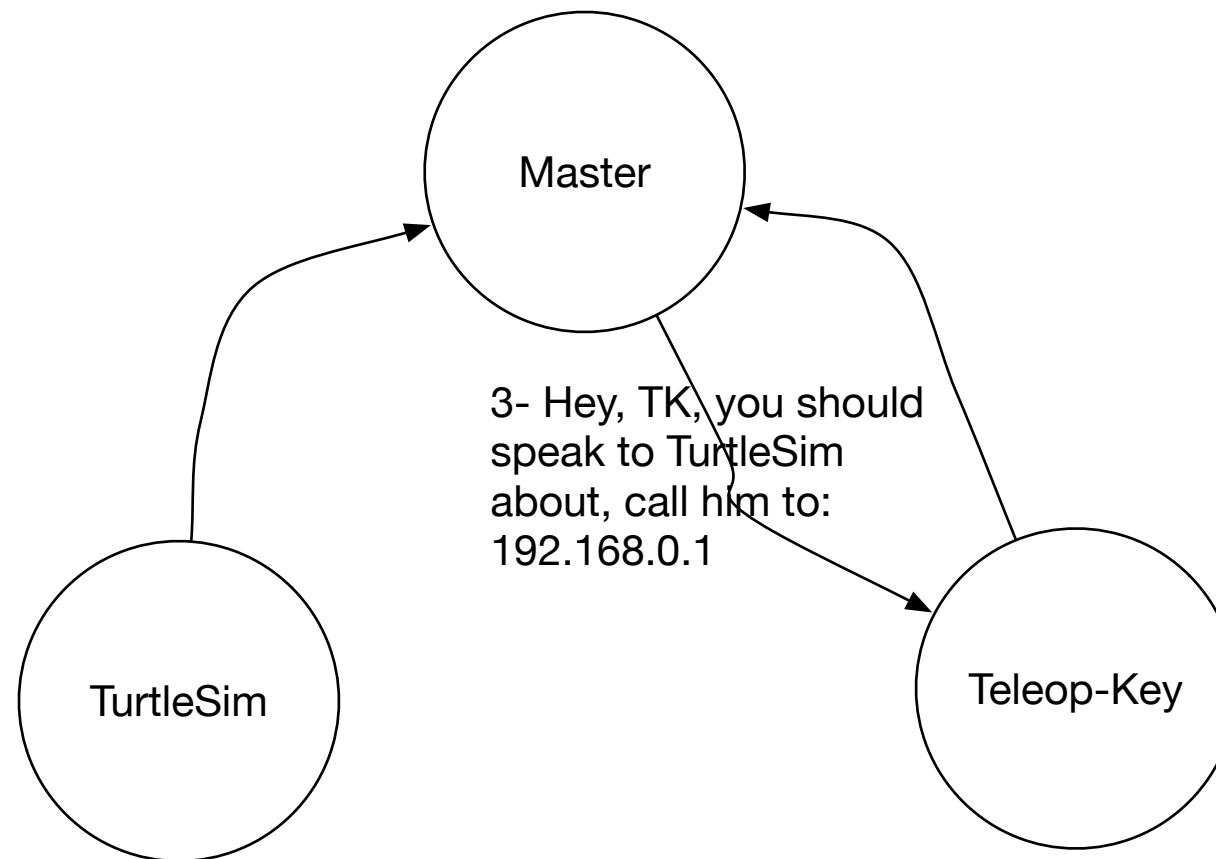 Master
3- Hey, TK, you should
speak to TurtleSim
about, call him to:
192.168.0.1
TurtleSim
Teleop-Key